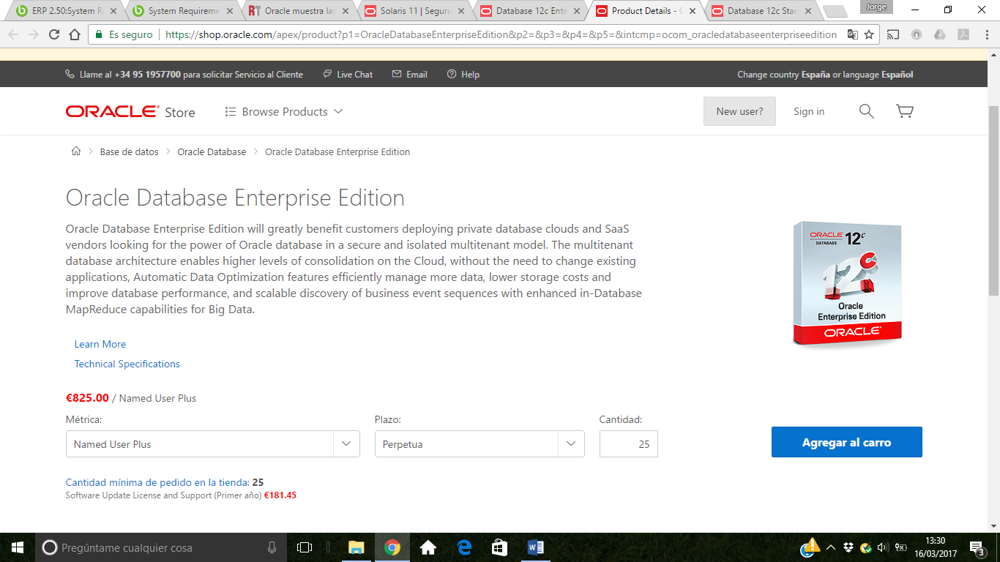 ERP 2.50:System R
System Requireme
Oracle muestra las
Solaris 11 | Seguri
Database 12c Ente
Product Details - O
Database 12c Stan
Jorge
Es seguro
https://shop.oracle.com/apex/product?p1=OracleDatabaseEnterpriseEdition&p2=&p3=&p4=&p5=&intcmp=ocom_oracledatabaseenterpriseedition
Llame al +34 95 1957700 para solicitar Servicio al Cliente
Live Chat
Email
Help
Change country España or language Español
ORACLE Store
Browse Products
New user?
Sign in
Base de datos
Oracle Database
Oracle Database Enterprise Edition
Oracle Database Enterprise Edition
Oracle Database Enterprise Edition will greatly benefit customers deploying private database clouds and SaaS
vendors looking for the power of Oracle database in a secure and isolated multitenant model. The multitenant
database architecture enables higher levels of consolidation on the Cloud, without the need to change existing
applications, Automatic Data Optimization features efficiently manage more data, lower storage costs and
improve database performance, and scalable discovery of business event sequences with enhanced in-Database
MapReduce capabilities for Big Data.
ORACLE
DATABASE 12c
12c
Oracle
Enterprise Edition
ORACLE
Learn More
Technical Specifications
€825.00 / Named User Plus
Métrica:
Plazo:
Cantidad:
Named User Plus
Perpetua
25
Agregar al carro
Cantidad mínima de pedido en la tienda: 25
Software Update License and Support (Primer año) €181.45
Pregúntame cualquier cosa
13:30
16/03/2017
3